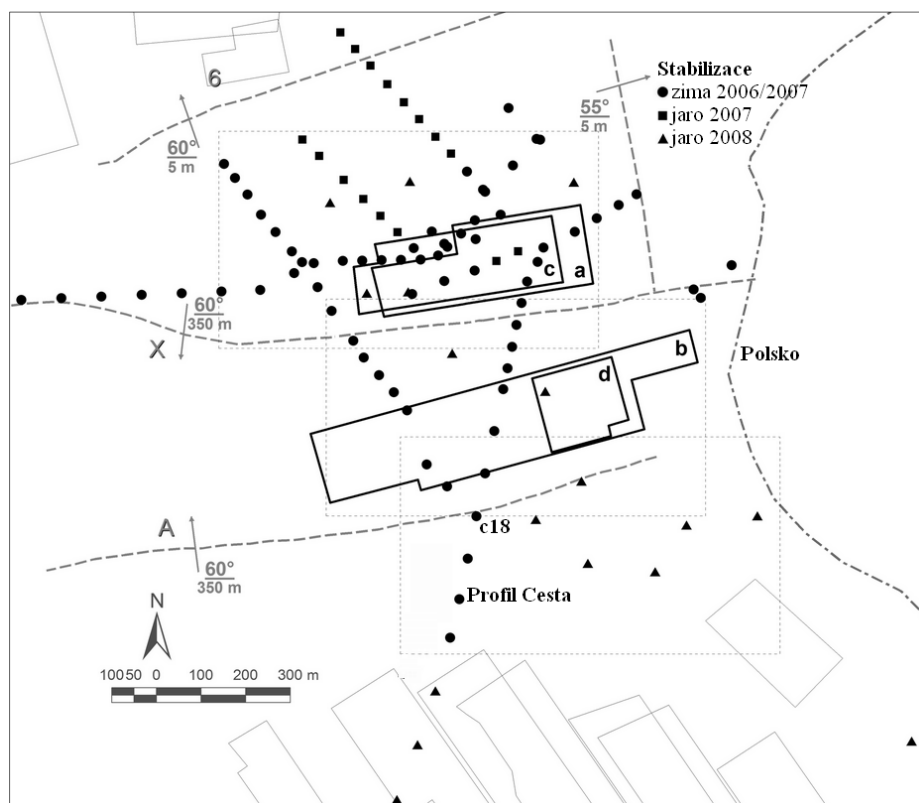 6
60°
5 m
55°
5 m
Stabilizace
zima 2006/2007
jaro 2007
jaro 2008
c
a
60°
350 m
X
b
d
Polsko
A
60°
350 m
c18
Profil Cesta
N
100 50 0 100 200 300 m